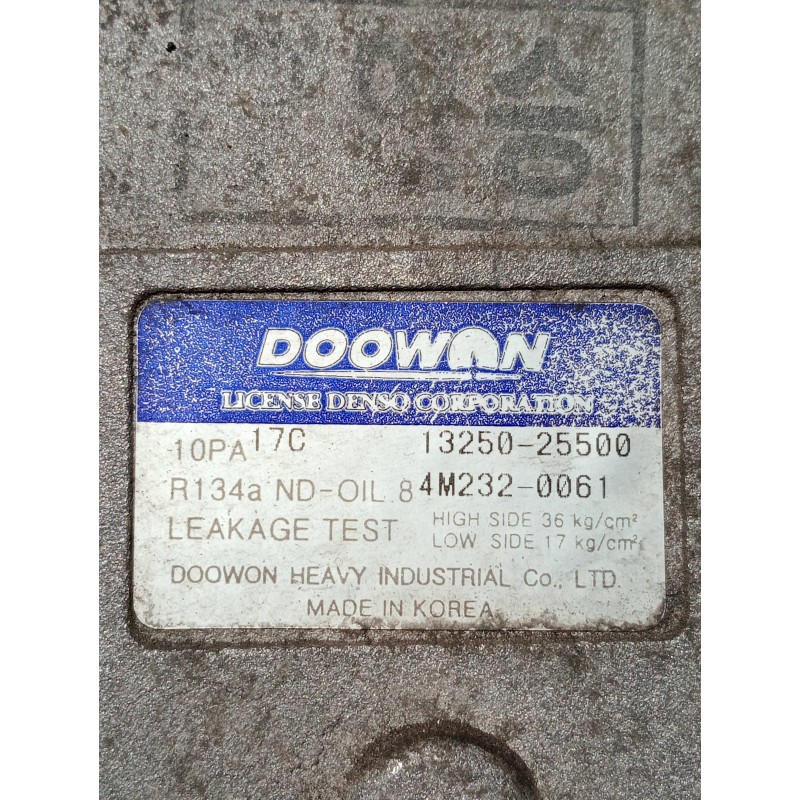 DOOWON
LICENSE DENSO CORPORATION
10PA17C 13250-25500
R134a ND-OIL 8 4M232-0061
LEAKAGE TEST HIGH SIDE 36 kg/cm²
LOW SIDE 17 kg/cm²
DOOWON HEAVY INDUSTRIAL Co., LTD.
MADE IN KOREA